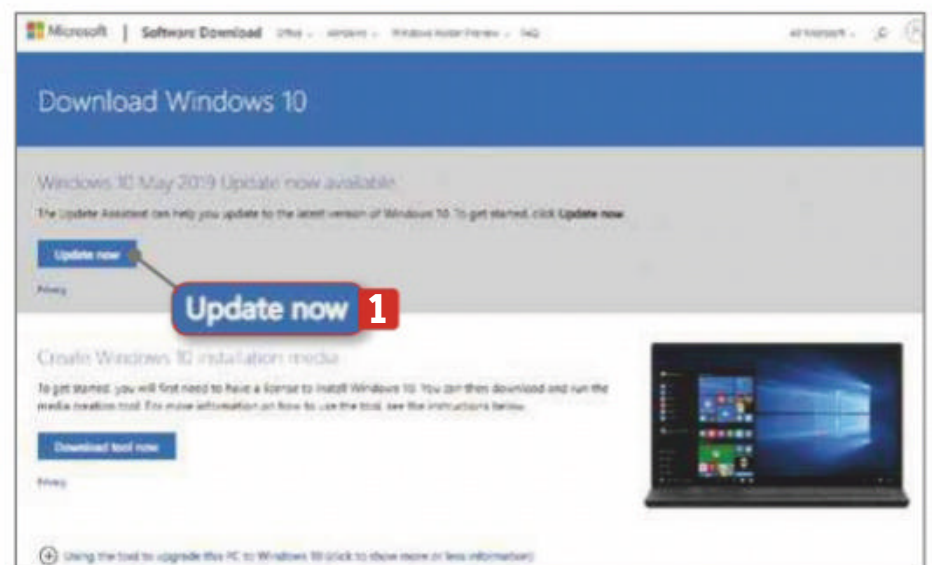 Microsoft | Software Download Office Windows Windows Insider Preview FAQ All Microsoft
Download Windows 10
Windows 10 May 2019 Update now available
The Update Assistant can help you update to the latest version of Windows 10. To get started, click Update now.
Update now
Privacy
Update now 1
Create Windows 10 installation media
To get started, you will first need to have a license to install Windows 10. You can then download and run the
media creation tool. For more information on how to use the tool, see the instructions below.
Download tool now
Privacy
Using the tool to upgrade this PC to Windows 10 (click to show more or less information)